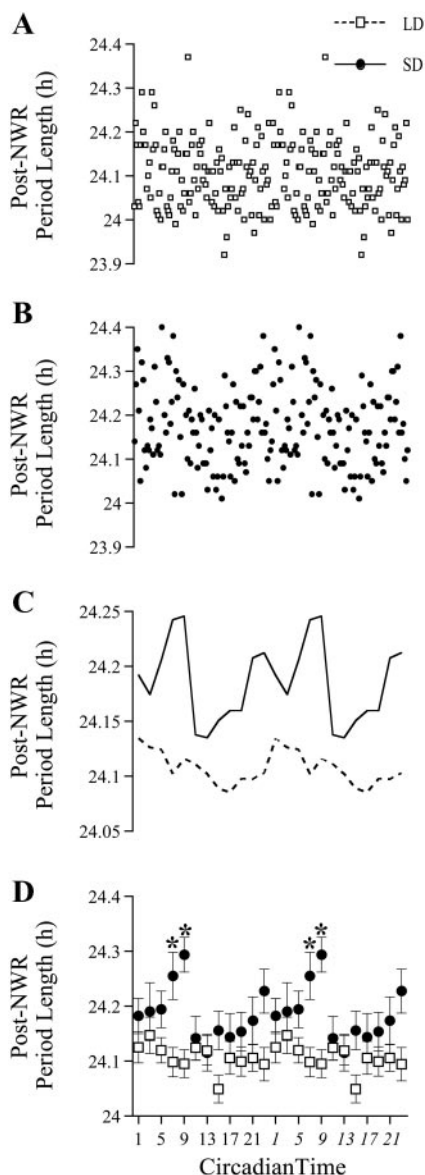 A
LD
SD
Post-NWR
Period Length (h)
24.4
24.3
24.2
24.1
24
23.9
B
Post-NWR
Period Length (h)
24.4
24.3
24.2
24.1
24
23.9
C
Post-NWR
Period Length (h)
24.25
24.2
24.15
24.1
24.05
D
Post-NWR
Period Length (h)
24.4
24.3
24.2
24.1
24
* * * *
1 5 9 13 17 21 1 5 9 13 17 21
CircadianTime